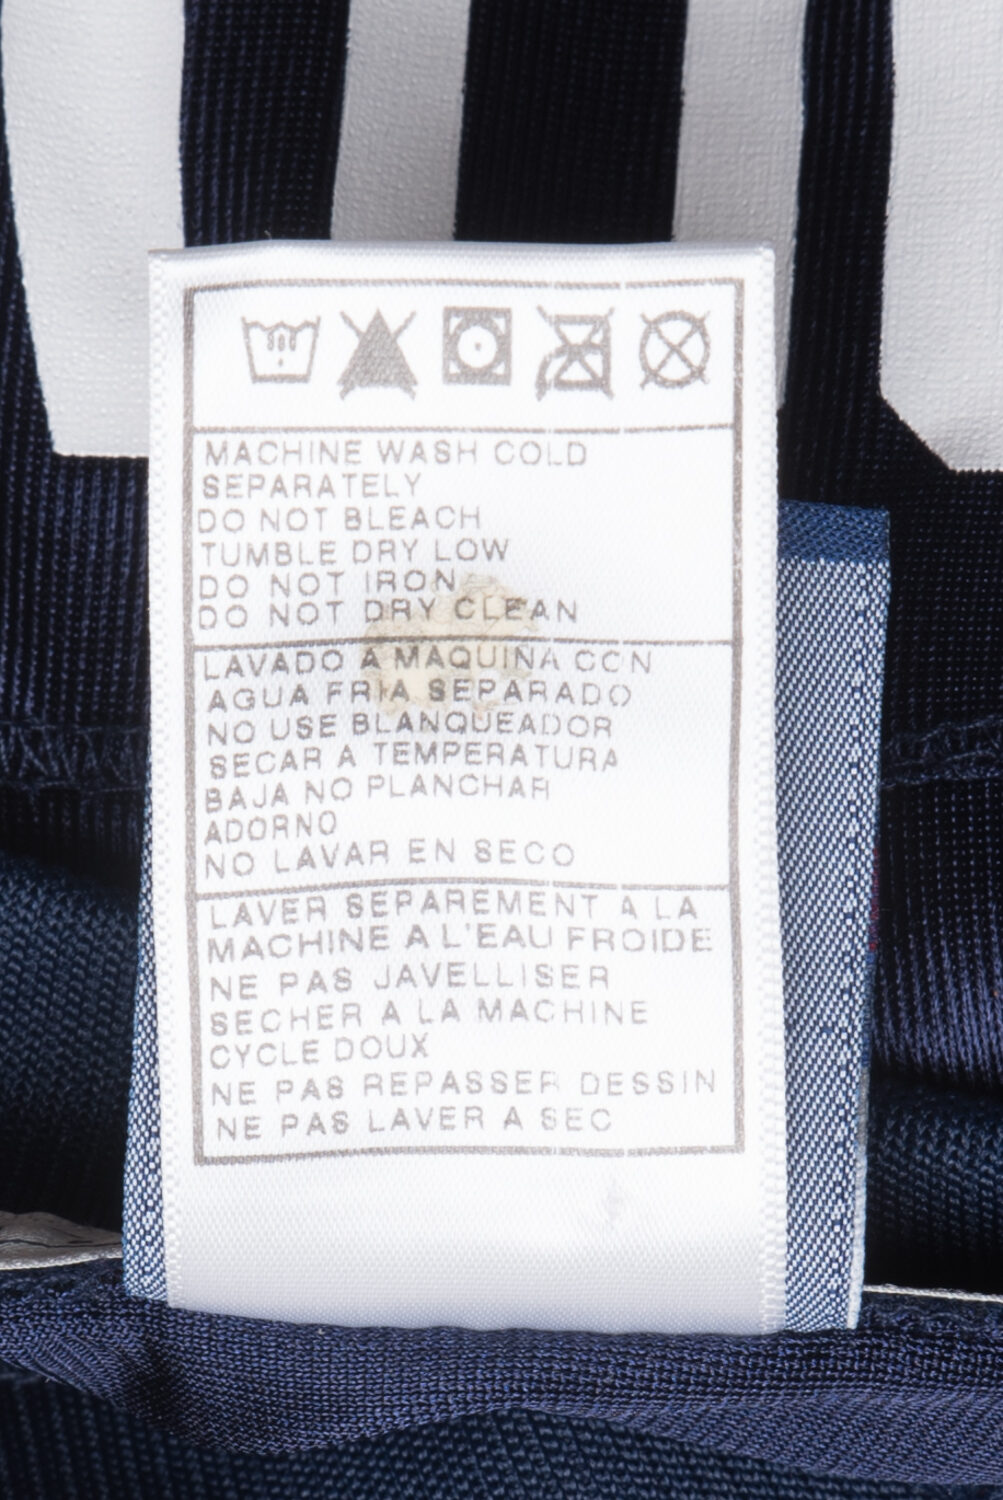 MACHINE WASH COLD
SEPARATELY
DO NOT BLEACH
TUMBLE DRY LOW
DO NOT IRON
DO NOT DRY CLEAN
LAVADO A MAQUINA CON
AGUA FRIA SEPARADO
NO USE BLANQUEADOR
SECAR A TEMPERATURA
BAJA NO PLANCHAR
ADORNO
NO LAVAR EN SECO
LAVER SEPAREMENT A LA
MACHINE A L'EAU FROIDE
NE PAS JAVELLISER
SECHER A LA MACHINE
CYCLE DOUX
NE PAS REPASSER DESSIN
NE PAS LAVER A SEC